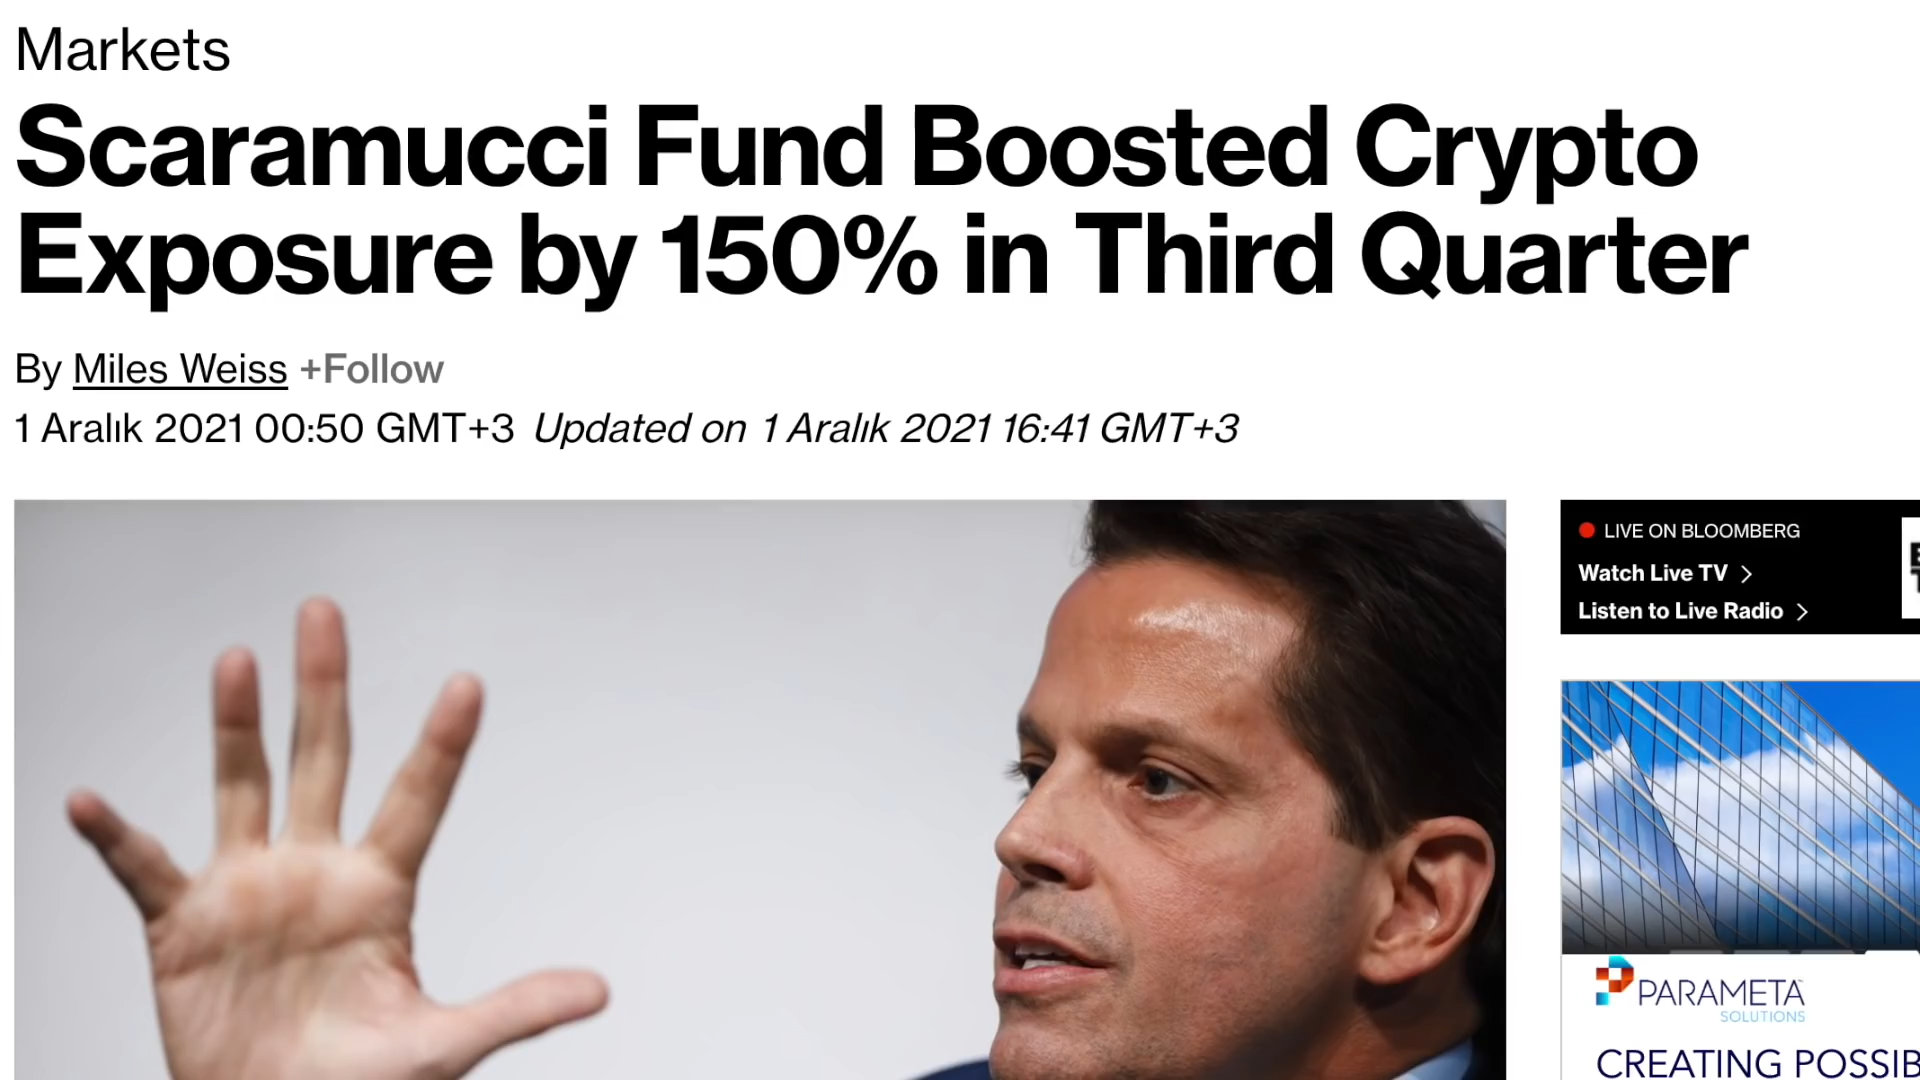 Markets
Scaramucci Fund Boosted Crypto
Exposure by 150% in Third Quarter
By Miles Weiss +Follow
1 Aralık 2021 00:50 GMT+3 Updated on 1 Aralık 2021 16:41 GMT+3
LIVE ON BLOOMBERG
Watch Live TV
Listen to Live Radio
PARAMETA
SOLUTIONS
CREATING POSSIB